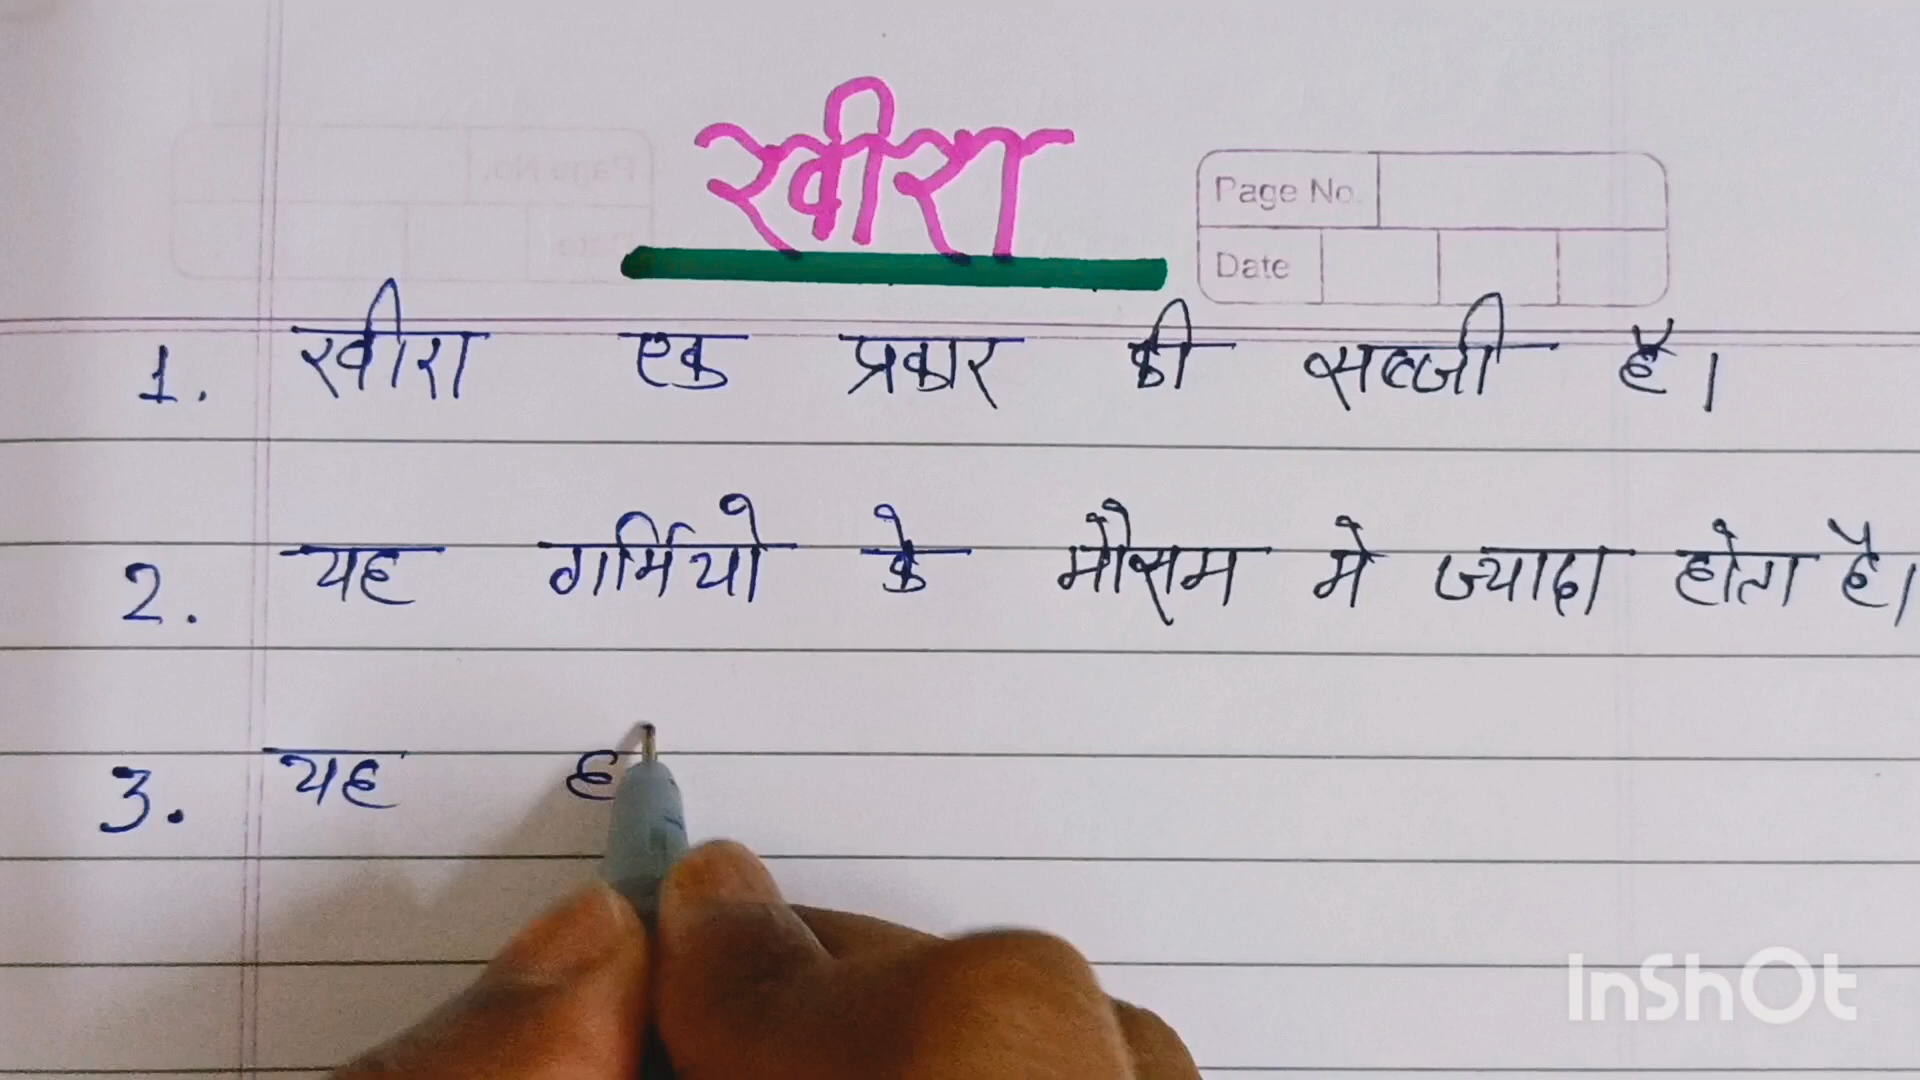 खीरा
Page No.
Date
1. खीरा एक प्रकार की सब्जी है।
2. यह गर्मियो के मौसम मे ज्यादा होता है।
3. यह ह
InShOt